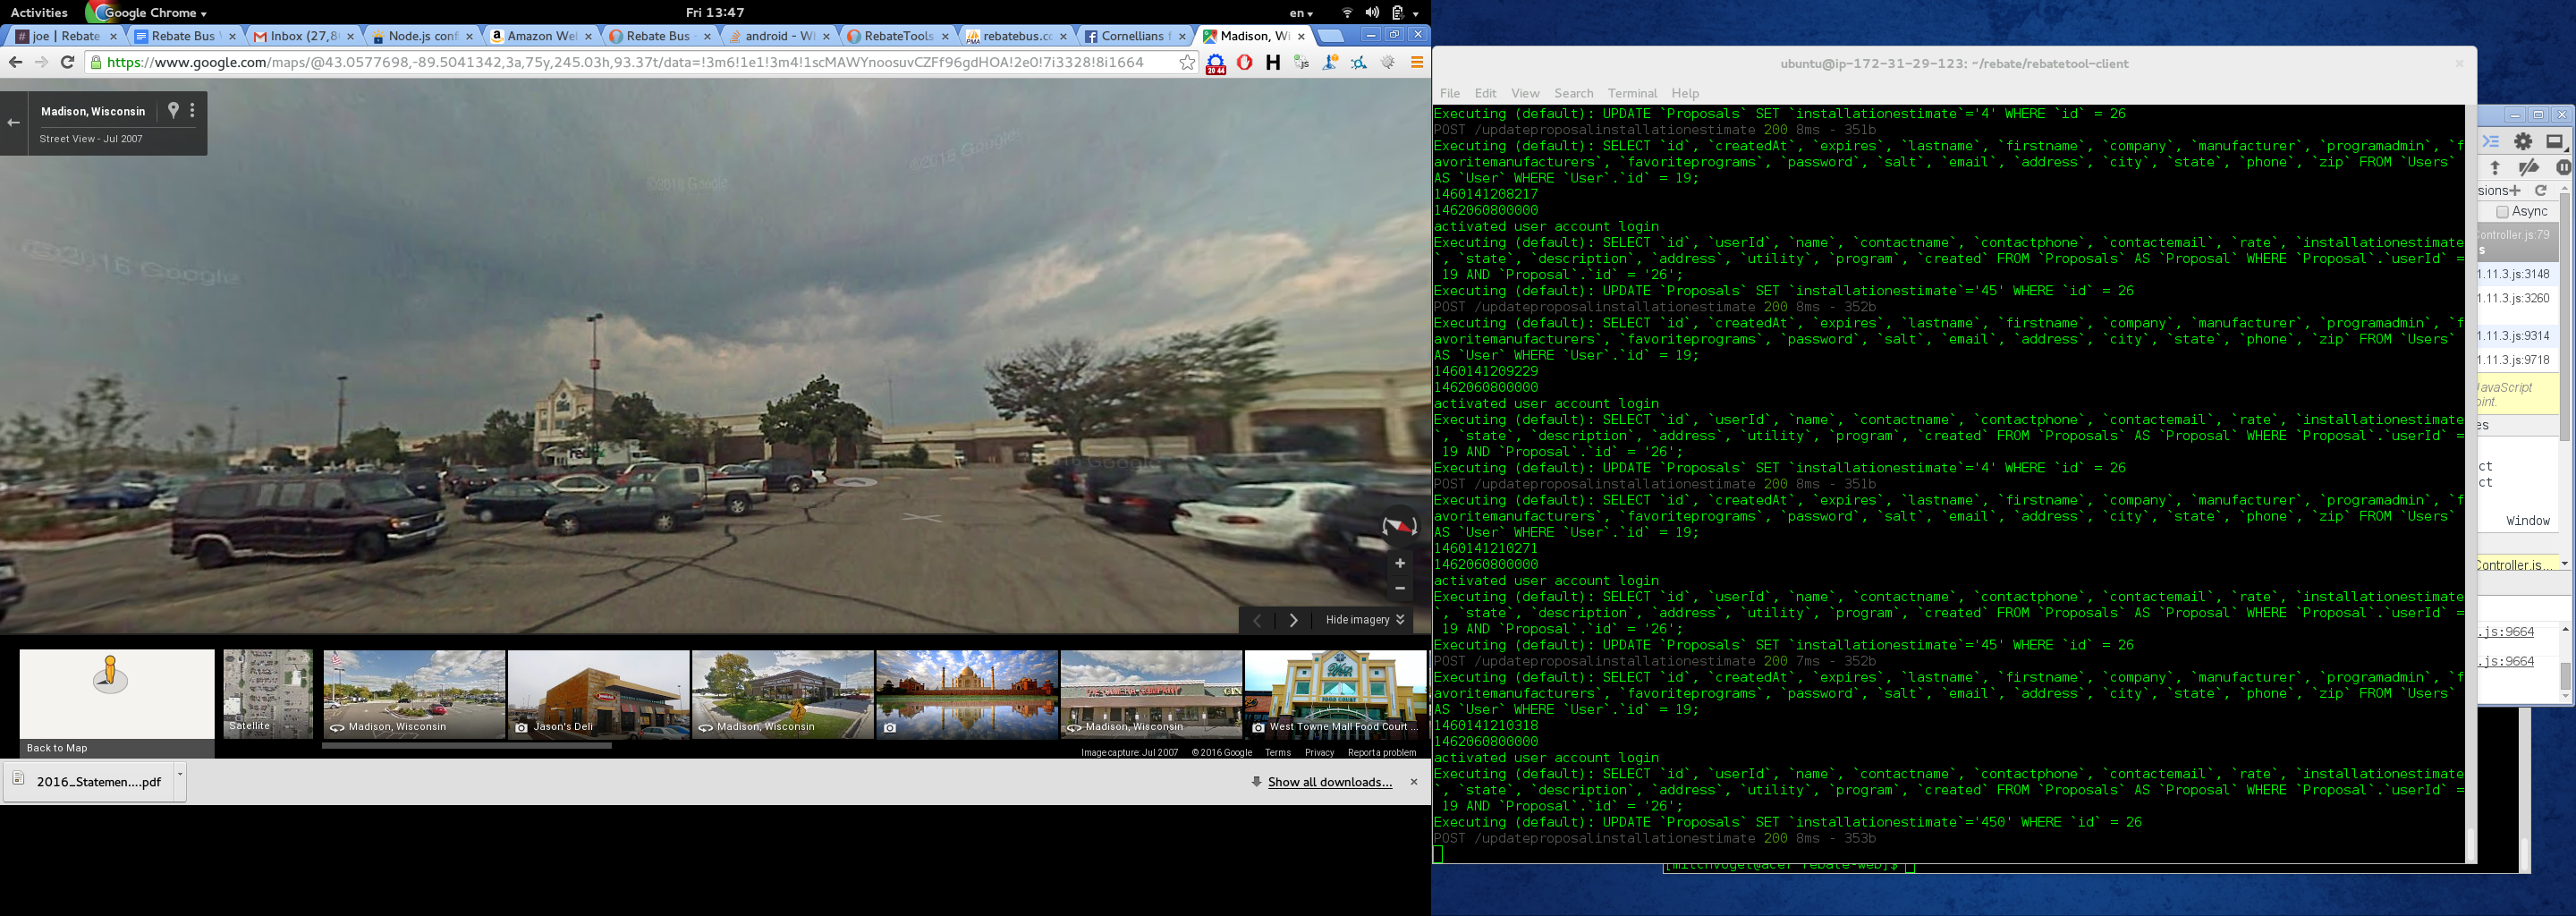 Activities
Google Chrome
Fri 13:47
en
joe | Rebate
Rebate Bus
Inbox (27,8
Node.js conf
Amazon We
Rebate Bus
android - W
RebateTools
rebatebus.co
Cornellians
Madison, Wi
https://www.google.com/maps/@43.0577698,-89.5041342,3a,75y,245.03h,93.37t/data=!3m6!1e1!3m4!1scMAWYnoosuvCZFf96gdHOA!2e0!7i3328!8i1664
20 44
Madison, Wisconsin
Street View - Jul 2007
©2016 Google
©2016 Google
©2016 Google
FedEx
2016 Google
Hide imagery
Back to Map
Satellite
Madison, Wisconsin
Jason's Deli
Madison, Wisconsin
Madison, Wisconsin
West Towne Mall Food Court ...
Image capture: Jul 2007 © 2016 Google Terms Privacy Report a problem
2016_Statemen....pdf
Show all downloads...
ubuntu@ip-172-31-29-123: ~/rebate/rebatetool-client
File Edit View Search Terminal Help
Executing (default): UPDATE `Proposals` SET `installationestimate`='4' WHERE `id` = 26
POST /updateproposalinstallationestimate 200 8ms - 351b
Executing (default): SELECT `id`, `createdAt`, `expires`, `lastname`, `firstname`, `company`, `manufacturer`, `programadmin`, `f
avoritemanufacturers`, `favoriteprograms`, `password`, `salt`, `email`, `address`, `city`, `state`, `phone`, `zip` FROM `Users`
AS `User` WHERE `User`.`id` = 19;
1460141208217
1462060800000
activated user account login
Executing (default): SELECT `id`, `userId`, `name`, `contactname`, `contactphone`, `contactemail`, `rate`, `installationestimate
`, `state`, `description`, `address`, `utility`, `program`, `created` FROM `Proposals` AS `Proposal` WHERE `Proposal`.`userId` =
19 AND `Proposal`.`id` = '26';
Executing (default): UPDATE `Proposals` SET `installationestimate`='45' WHERE `id` = 26
POST /updateproposalinstallationestimate 200 8ms - 352b
Executing (default): SELECT `id`, `createdAt`, `expires`, `lastname`, `firstname`, `company`, `manufacturer`, `programadmin`, `f
avoritemanufacturers`, `favoriteprograms`, `password`, `salt`, `email`, `address`, `city`, `state`, `phone`, `zip` FROM `Users`
AS `User` WHERE `User`.`id` = 19;
1460141209229
1462060800000
activated user account login
Executing (default): SELECT `id`, `userId`, `name`, `contactname`, `contactphone`, `contactemail`, `rate`, `installationestimate
`, `state`, `description`, `address`, `utility`, `program`, `created` FROM `Proposals` AS `Proposal` WHERE `Proposal`.`userId` =
19 AND `Proposal`.`id` = '26';
Executing (default): UPDATE `Proposals` SET `installationestimate`='4' WHERE `id` = 26
POST /updateproposalinstallationestimate 200 8ms - 351b
Executing (default): SELECT `id`, `createdAt`, `expires`, `lastname`, `firstname`, `company`, `manufacturer`, `programadmin`, `f
avoritemanufacturers`, `favoriteprograms`, `password`, `salt`, `email`, `address`, `city`, `state`, `phone`, `zip` FROM `Users`
AS `User` WHERE `User`.`id` = 19;
1460141210271
1462060800000
activated user account login
Executing (default): SELECT `id`, `userId`, `name`, `contactname`, `contactphone`, `contactemail`, `rate`, `installationestimate
`, `state`, `description`, `address`, `utility`, `program`, `created` FROM `Proposals` AS `Proposal` WHERE `Proposal`.`userId` =
19 AND `Proposal`.`id` = '26';
Executing (default): UPDATE `Proposals` SET `installationestimate`='45' WHERE `id` = 26
POST /updateproposalinstallationestimate 200 7ms - 352b
Executing (default): SELECT `id`, `createdAt`, `expires`, `lastname`, `firstname`, `company`, `manufacturer`, `programadmin`, `f
avoritemanufacturers`, `favoriteprograms`, `password`, `salt`, `email`, `address`, `city`, `state`, `phone`, `zip` FROM `Users`
AS `User` WHERE `User`.`id` = 19;
1460141210318
1462060800000
activated user account login
Executing (default): SELECT `id`, `userId`, `name`, `contactname`, `contactphone`, `contactemail`, `rate`, `installationestimate
`, `state`, `description`, `address`, `utility`, `program`, `created` FROM `Proposals` AS `Proposal` WHERE `Proposal`.`userId` =
19 AND `Proposal`.`id` = '26';
Executing (default): UPDATE `Proposals` SET `installationestimate`='450' WHERE `id` = 26
POST /updateproposalinstallationestimate 200 8ms - 353b
[mitchvogel@acer rebate-web]$
sions
Async
Controller.js:79
s
1.11.3.js:3148
1.11.3.js:3260
1.11.3.js:9314
1.11.3.js:9718
JavaScript
oint.
es
ct
ct
Window
Controller.js...
.js:9664
.js:9664